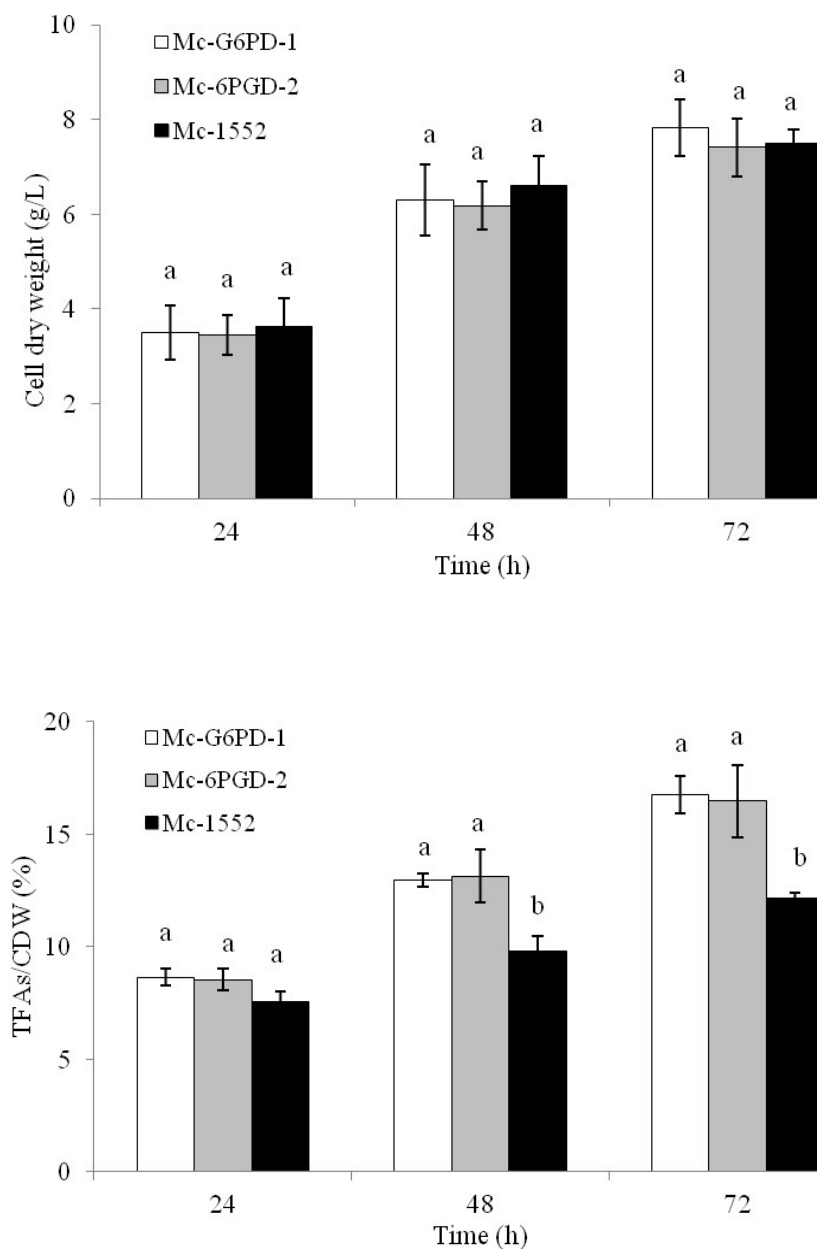 Cell dry weight (g/L)
10
8
6
4
2
0
Mc-G6PD-1
Mc-6PGD-2
Mc-1552
a a a
a a a
a a a
24 48 72
Time (h)
TFAs/CDW (%)
20
15
10
5
0
Mc-G6PD-1
Mc-6PGD-2
Mc-1552
a a a
a a b
a a b
24 48 72
Time (h)